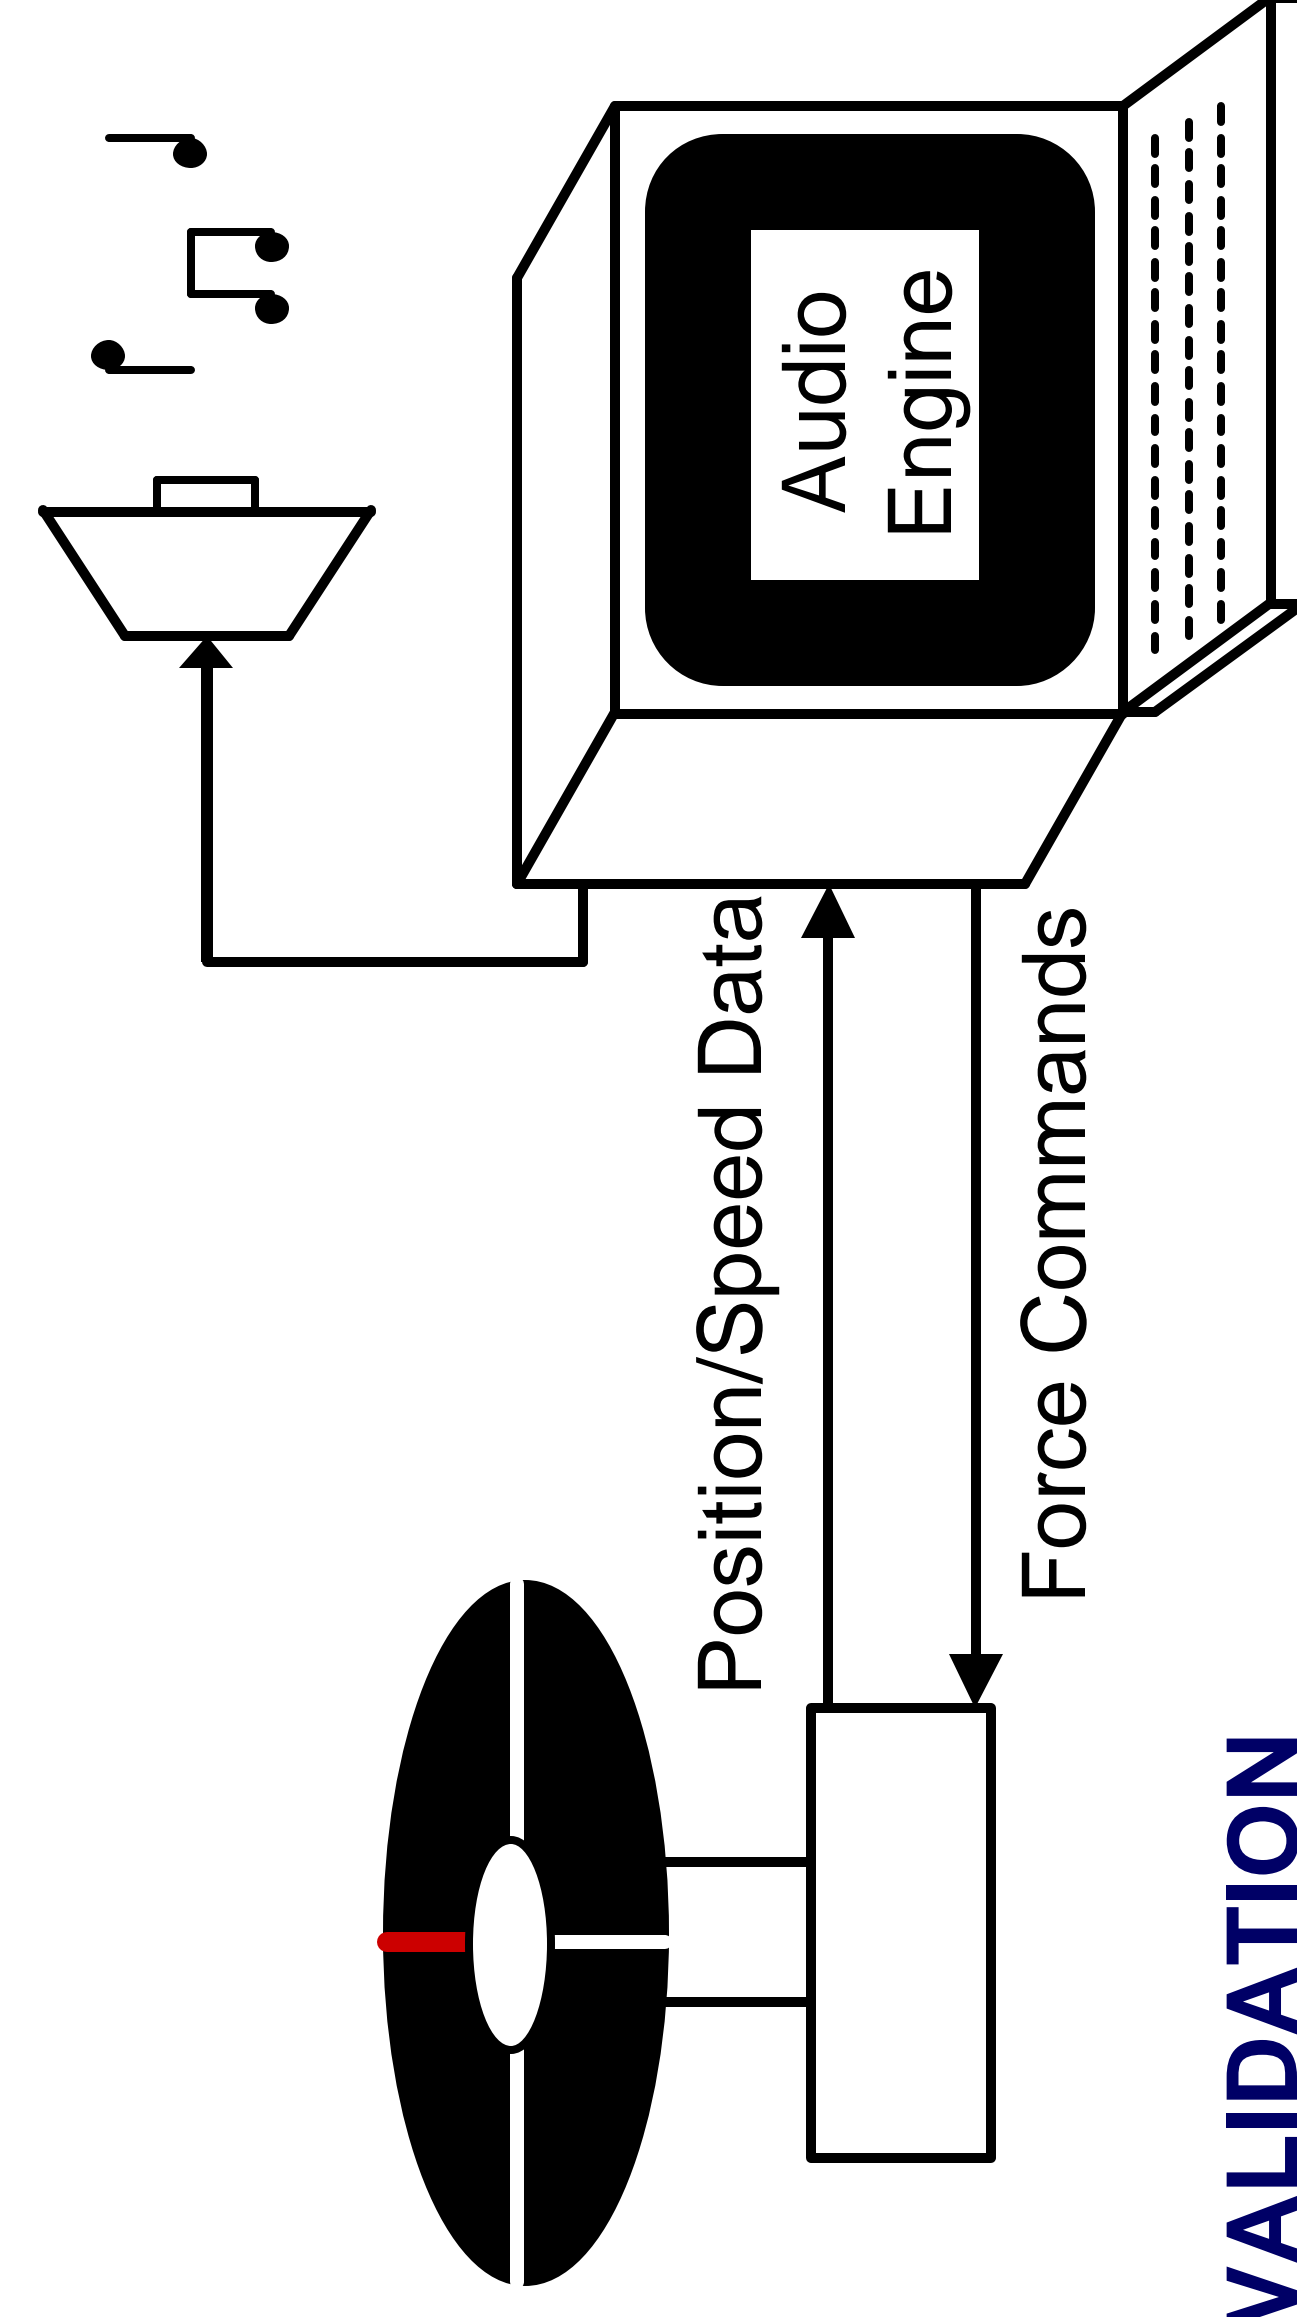 Audio
Engine
Position/Speed Data
Force Commands
VALIDATION